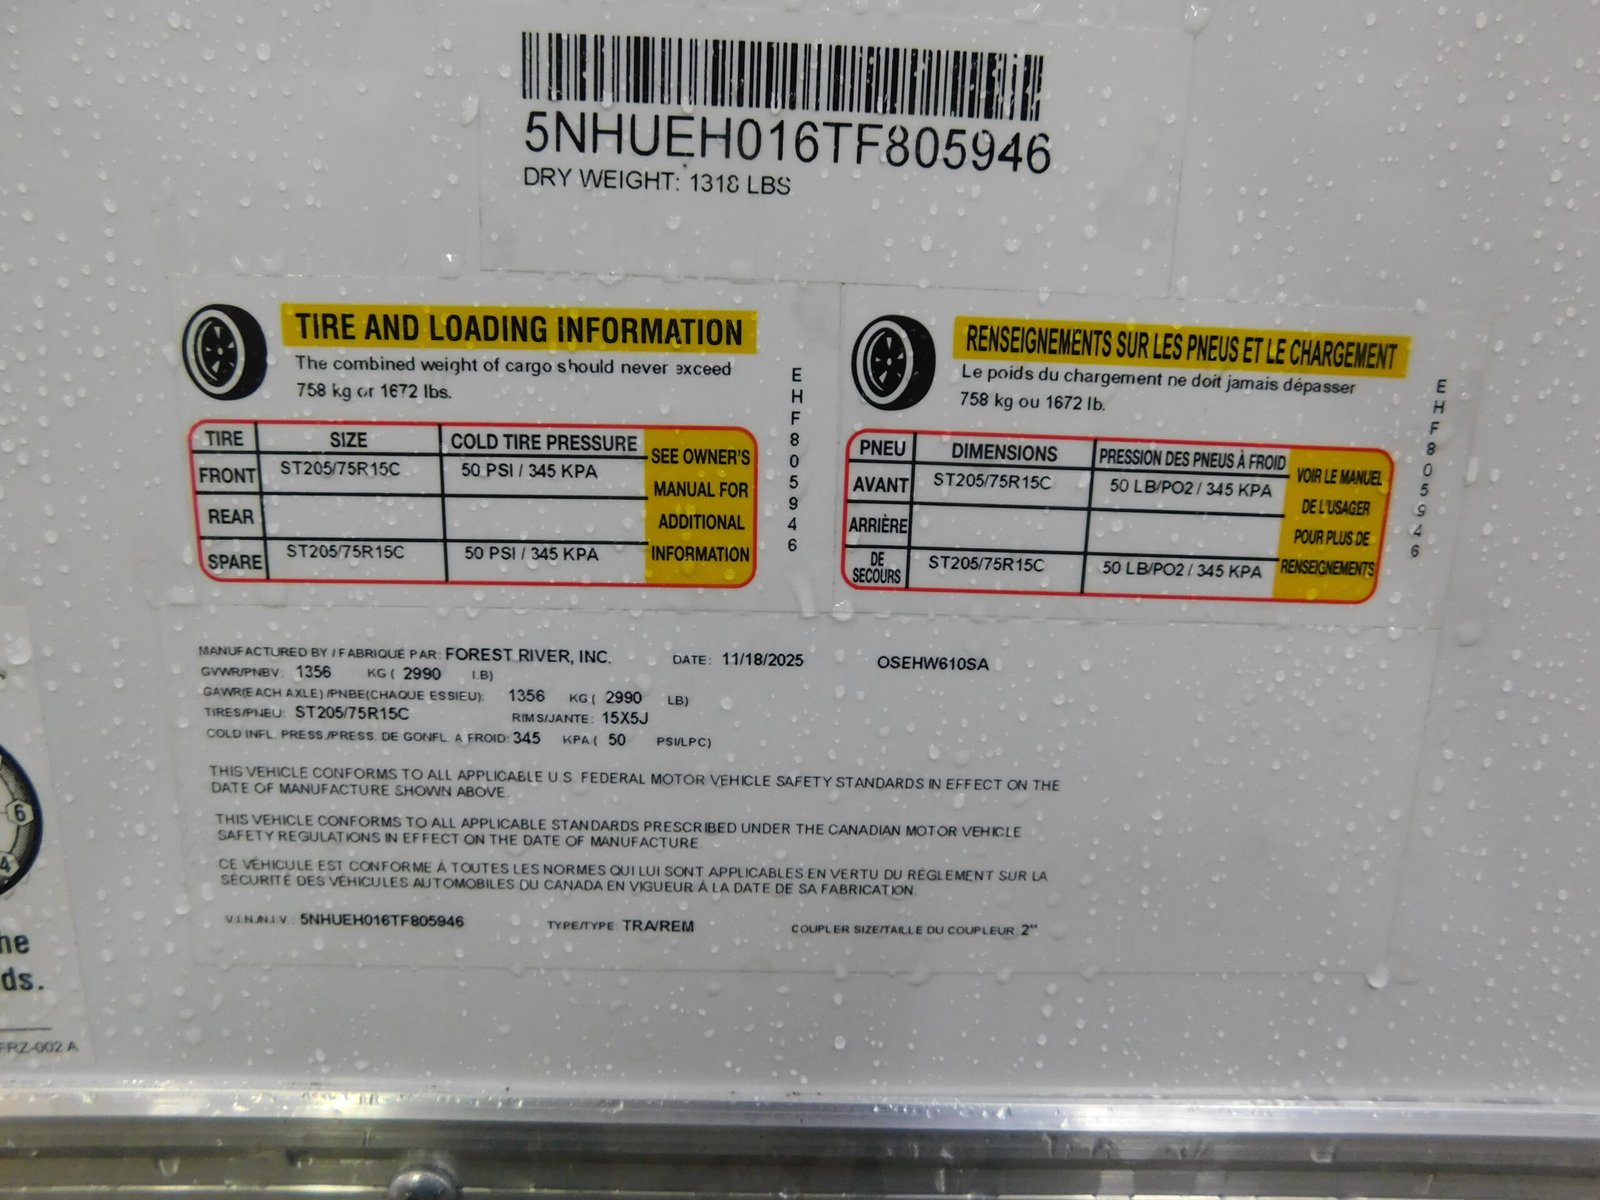 5NHUEH016TF805946
DRY WEIGHT: 1318 LBS
TIRE AND LOADING INFORMATION
The combined weight of cargo should never exceed
758 kg or 1672 lbs.
TIRE SIZE COLD TIRE PRESSURE
FRONT ST205/75R15C 50 PSI / 345 KPA
REAR
SPARE ST205/75R15C 50 PSI / 345 KPA
SEE OWNER'S
MANUAL FOR
ADDITIONAL
INFORMATION
EHF805946
RENSEIGNEMENTS SUR LES PNEUS ET LE CHARGEMENT
Le poids du chargement ne doit jamais dépasser
758 kg ou 1672 lb.
PNEU DIMENSIONS PRESSION DES PNEUS À FROID
AVANT ST205/75R15C 50 LB/PO2 / 345 KPA
ARRIÈRE
DE SECOURS ST205/75R15C 50 LB/PO2 / 345 KPA
VOIR LE MANUEL
DE L'USAGER
POUR PLUS DE
RENSEIGNEMENTS
EHF805946
MANUFACTURED BY / FABRIQUÉ PAR: FOREST RIVER, INC. DATE: 11/18/2025 OSEHW610SA
GVWR/PNBV: 1356 KG ( 2990 LB)
GAWR(EACH AXLE) /PNBE(CHAQUE ESSIEU): 1356 KG ( 2990 LB)
TIRES/PNEU: ST205/75R15C RIMS/JANTE: 15X5J
COLD INFL. PRESS./PRESS. DE GONFL. A FROID: 345 KPA ( 50 PSI/LPC)
THIS VEHICLE CONFORMS TO ALL APPLICABLE U.S. FEDERAL MOTOR VEHICLE SAFETY STANDARDS IN EFFECT ON THE
DATE OF MANUFACTURE SHOWN ABOVE.
THIS VEHICLE CONFORMS TO ALL APPLICABLE STANDARDS PRESCRIBED UNDER THE CANADIAN MOTOR VEHICLE
SAFETY REGULATIONS IN EFFECT ON THE DATE OF MANUFACTURE.
CE VÉHICULE EST CONFORME À TOUTES LES NORMES QUI LUI SONT APPLICABLES EN VERTU DU RÉGLEMENT SUR LA
SÉCURITÉ DES VÉHICULES AUTOMOBILES DU CANADA EN VIGUEUR À LA DATE DE SA FABRICATION.
V.I.N./N.I.V.: 5NHUEH016TF805946 TYPE/TYPE: TRA/REM COUPLER SIZE/TAILLE DU COUPLEUR: 2"
6
4
he
ds.
FRZ-002 A